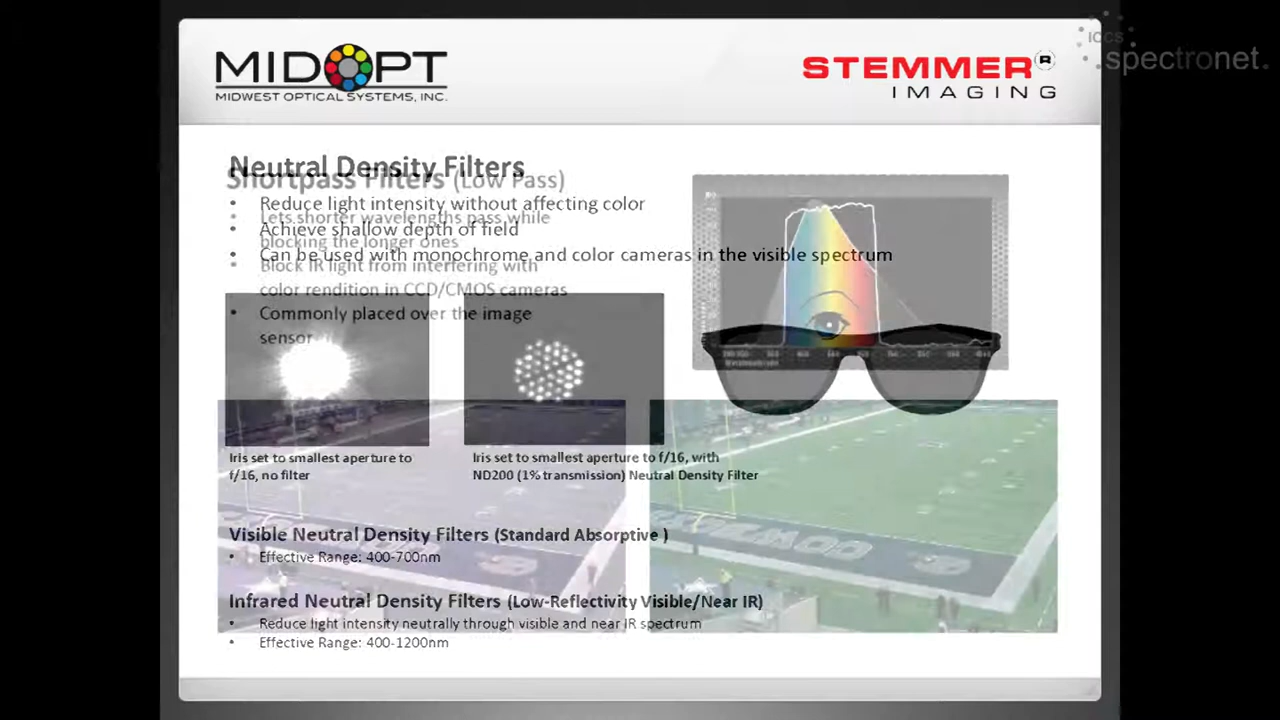 MIDOPT
MIDWEST OPTICAL SYSTEMS, INC.
STEMMER®
IMAGING
ICCS
spectronet.
Neutral Density Filters
Shortpass Filters (Low Pass)
• Reduce light intensity without affecting color
• Lets shorter wavelengths pass while
blocking the longer ones
• Achieve shallow depth of field
• Can be used with monochrome and color cameras in the visible spectrum
• Block IR light from interfering with
color rendition in CCD/CMOS cameras
• Commonly placed over the image
sensor
Iris set to smallest aperture to
f/16, no filter
Iris set to smallest aperture to f/16, with
ND200 (1% transmission) Neutral Density Filter
Visible Neutral Density Filters (Standard Absorptive )
• Effective Range: 400-700nm
Infrared Neutral Density Filters (Low-Reflectivity Visible/Near IR)
• Reduce light intensity neutrally through visible and near IR spectrum
• Effective Range: 400-1200nm